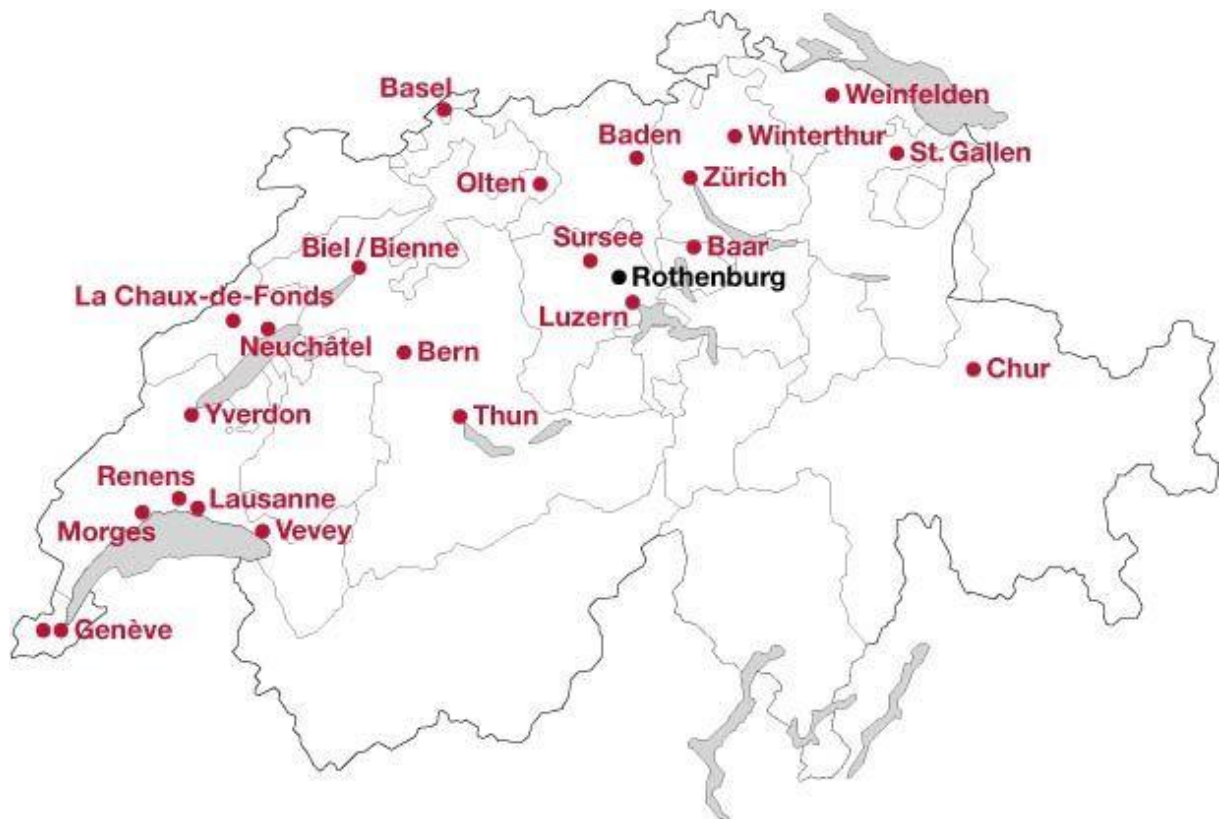 Basel
Weinfelden
Baden
Winterthur
St. Gallen
Olten
Zürich
Sursee
Baar
Biel / Bienne
Rothenburg
La Chaux-de-Fonds
Luzern
Neuchâtel
Bern
Chur
Yverdon
Thun
Renens
Lausanne
Morges
Vevey
Genève